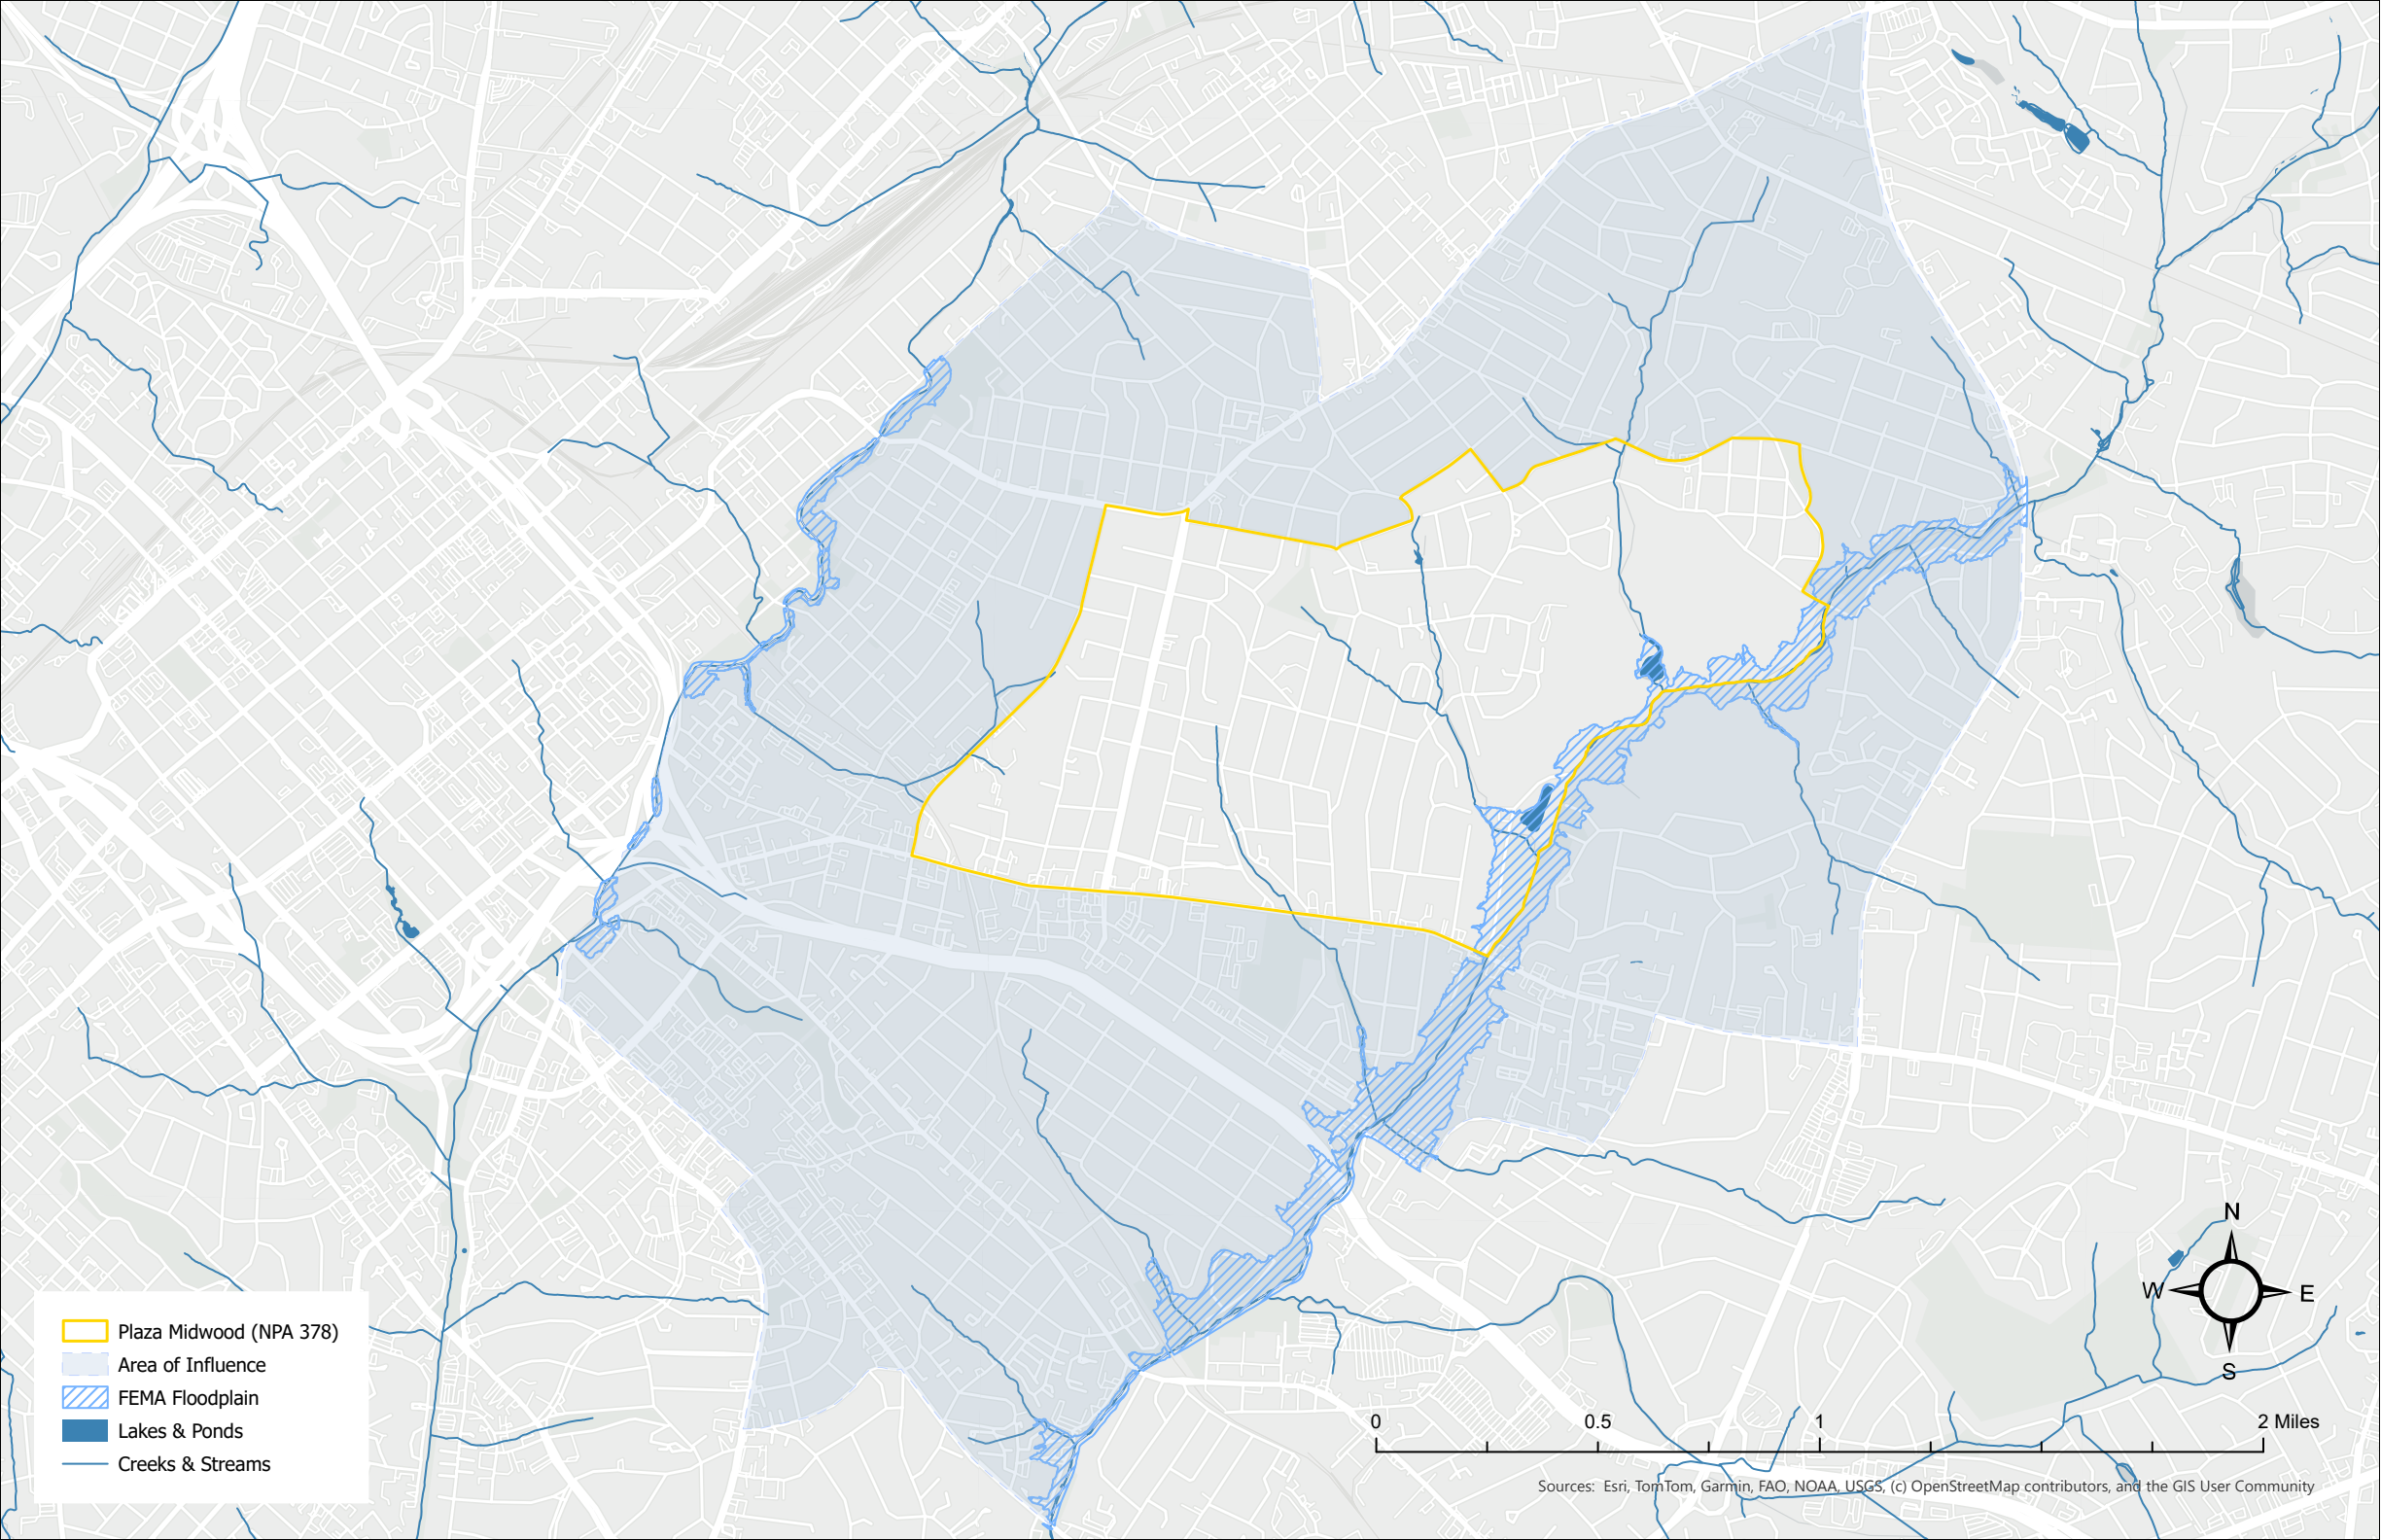 N
W
E
S
Plaza Midwood (NPA 378)
Area of Influence
FEMA Floodplain
Lakes & Ponds
Creeks & Streams
0 0.5 1 2 Miles
Sources: Esri, TomTom, Garmin, FAO, NOAA, USGS, (c) OpenStreetMap contributors, and the GIS User Community